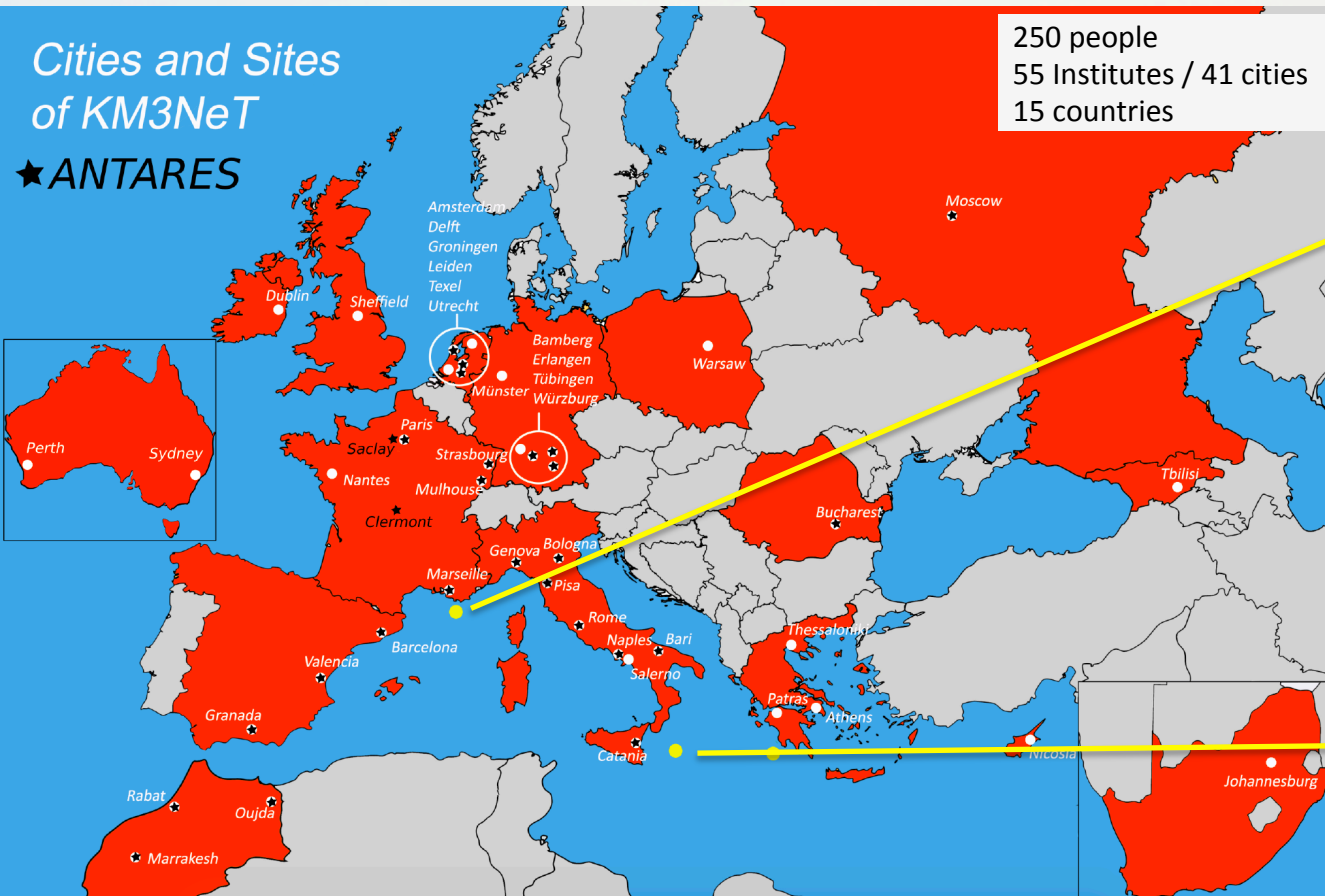 Cities and Sites
of KM3NeT
ANTARES
250 people
55 Institutes / 41 cities
15 countries
Amsterdam
Delft
Groningen
Leiden
Texel
Utrecht
Moscow
Dublin
Sheffield
Bamberg
Erlangen
Tübingen
Würzburg
Warsaw
Münster
Perth
Sydney
Paris
Saclay
Strasbourg
Nantes
Mulhouse
Clermont
Tbilisi
Bucharest
Genova
Bologna
Marseille
Pisa
Rome
Barcelona
Naples
Bari
Salerno
Thessaloniki
Valencia
Granada
Patras
Athens
Catania
Nicosia
Johannesburg
Rabat
Oujda
Marrakesh